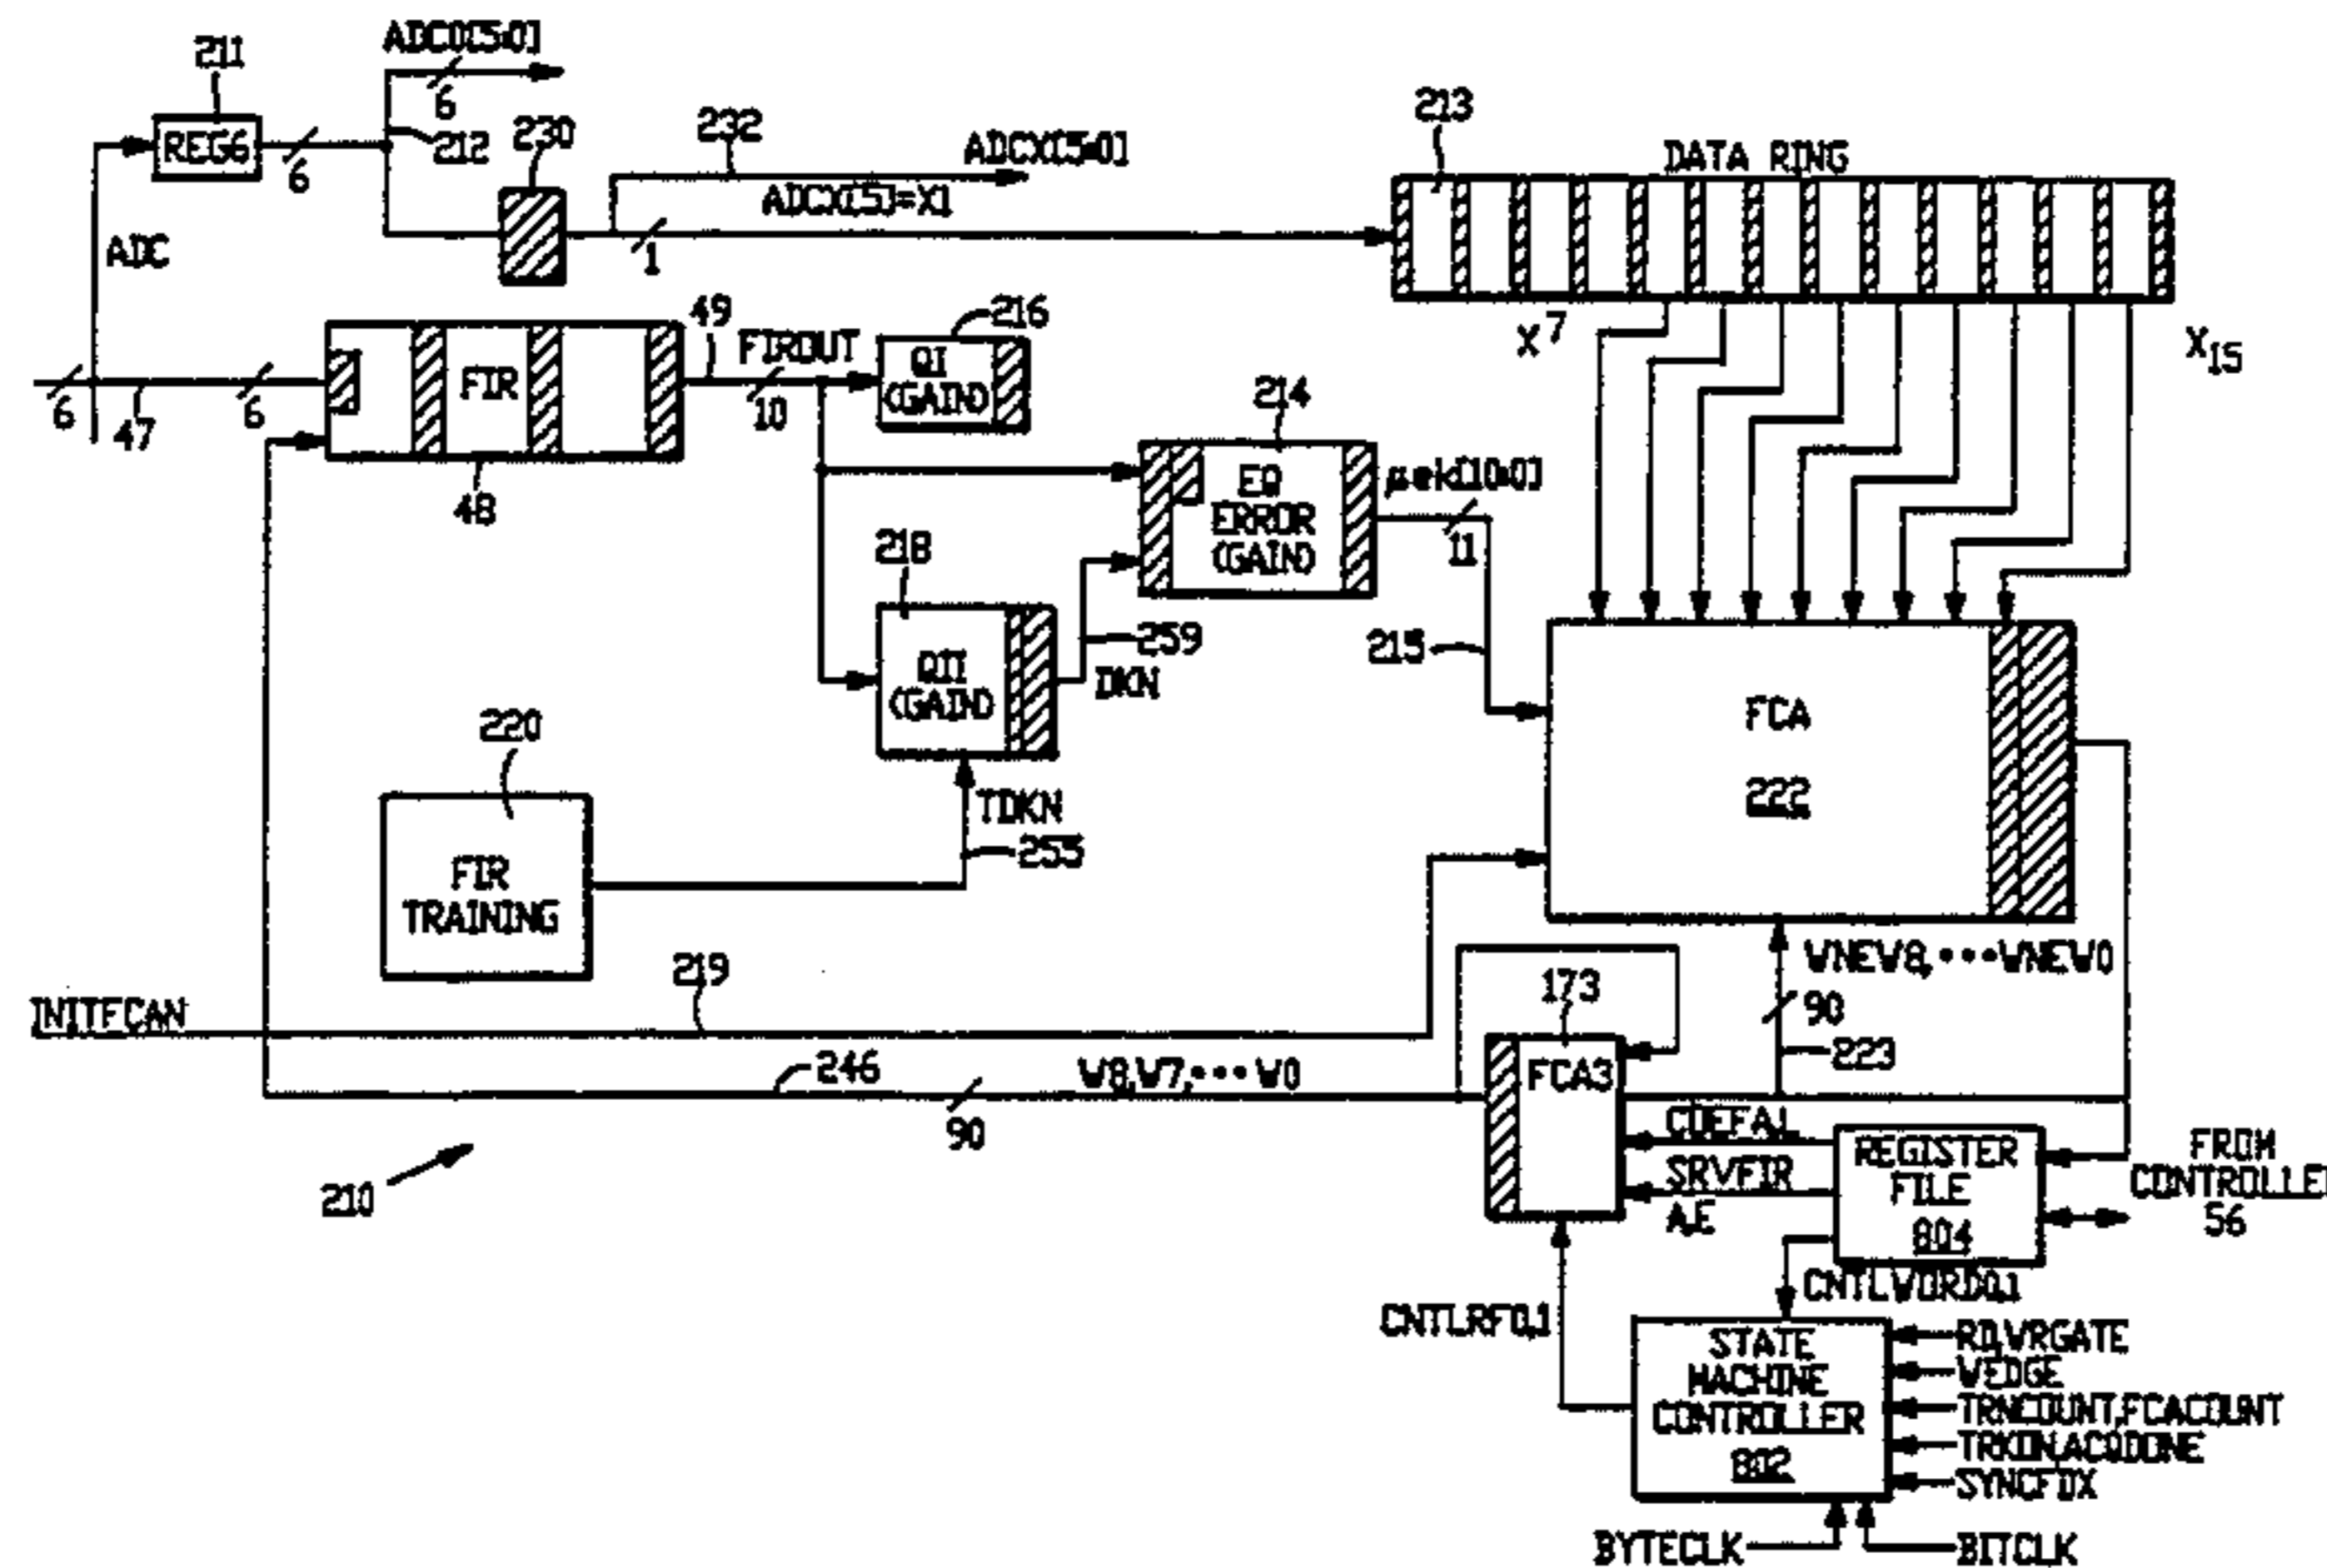 211
ADC0[5:0]
6
REG6
6
212
230
232
ADCX[5:0]
ADCX[5]=X1
1
213
DATA RING
ADC
6
47
6
FIR
48
49
FIROUT
10
216
QI
(GAIN)
X7
X15
214
EQ
ERROR
(GAIN)
μek[10:0]
11
215
218
QII
(GAIN)
259
DKN
TDKN
255
220
FIR
TRAINING
FCA
222
WNEW8,•••WNEW0
90
223
INITFCAN
219
246
W8,W7,•••W0
90
173
FCA3
210
COEFA,L
SRVFIR
A,E
REGISTER
FILE
804
FROM
CONTROLLER
56
CNTLWORD0,1
CNTLRF0,1
STATE
MACHINE
CONTROLLER
802
RD,WRGATE
WEDGE
TRNCOUNT,FCACOUNT
TRKON,ACQDONE
SYNCFDX
BYTECLK
BITCLK